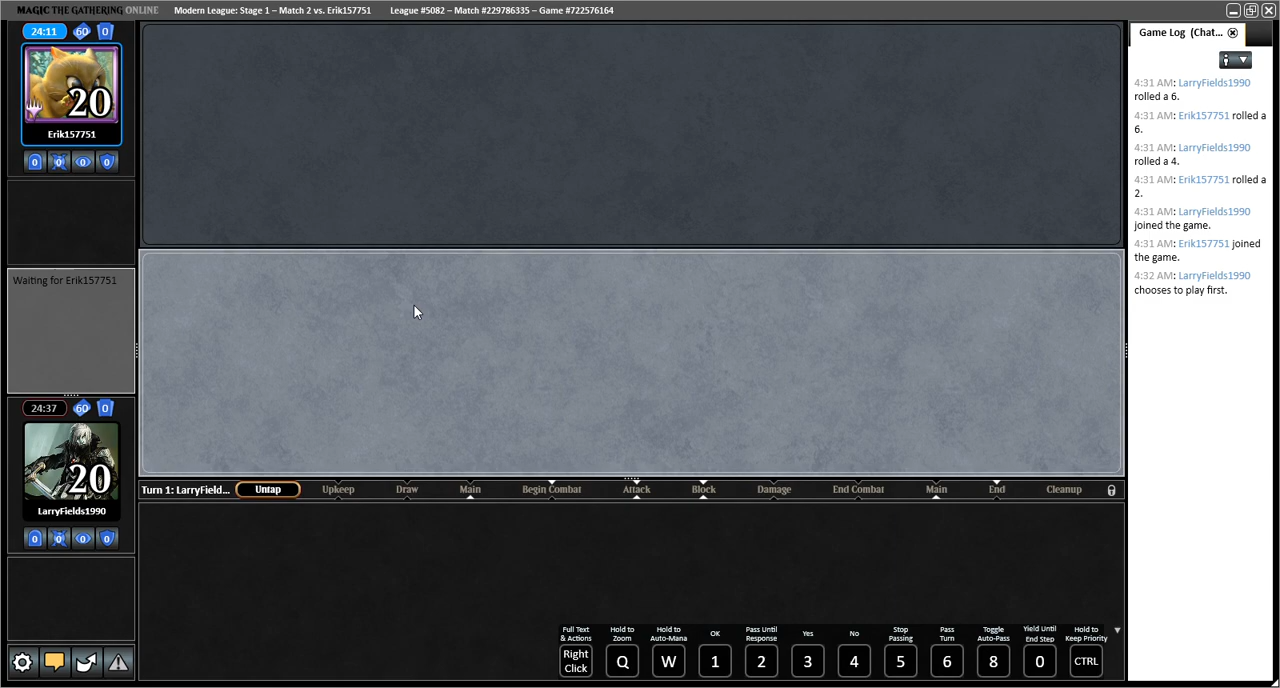 MAGIC THE GATHERING ONLINE
Modern League: Stage 1 – Match 2 vs. Erik157751
League #5082 – Match #229786335 – Game #722576164
24:11
60
0
20
Erik157751
0
0
0
0
Waiting for Erik157751
24:37
60
0
20
LarryFields1990
0
0
0
0
Turn 1: LarryField...
Untap
Upkeep
Draw
Main
Begin Combat
Attack
Block
Damage
End Combat
Main
End
Cleanup
Full Text & Actions
Right Click
Hold to Zoom
Q
Hold to Auto-Mana
W
OK
1
Pass Until Response
2
Yes
3
No
4
Stop Passing
5
Pass Turn
6
Toggle Auto-Pass
8
Yield Until End Step
0
Hold to Keep Priority
CTRL
Game Log (Chat...
4:31 AM: LarryFields1990
rolled a 6.
4:31 AM: Erik157751 rolled a
6.
4:31 AM: LarryFields1990
rolled a 4.
4:31 AM: Erik157751 rolled a
2.
4:31 AM: LarryFields1990
joined the game.
4:31 AM: Erik157751 joined
the game.
4:32 AM: LarryFields1990
chooses to play first.